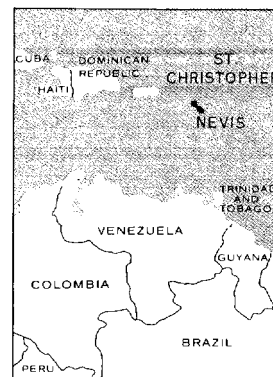 ST.
CUBA
DOMINICAN
REPUBLIC
CHRISTOPHER
HAITI
NEVIS
TRINIDAD
AND
TOBAGO
VENEZUELA
GUYANA
COLOMBIA
BRAZIL
PERU